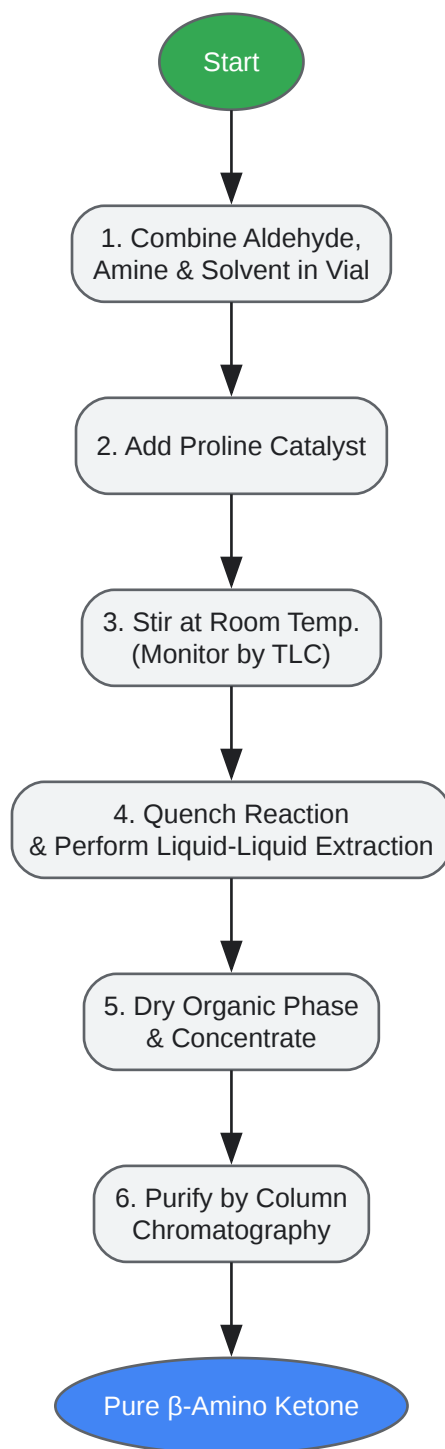 Start
1. Combine Aldehyde,
Amine & Solvent in Vial
2. Add Proline Catalyst
3. Stir at Room Temp.
(Monitor by TLC)
4. Quench Reaction
& Perform Liquid-Liquid Extraction
5. Dry Organic Phase
& Concentrate
6. Purify by Column
Chromatography
Pure β-Amino Ketone